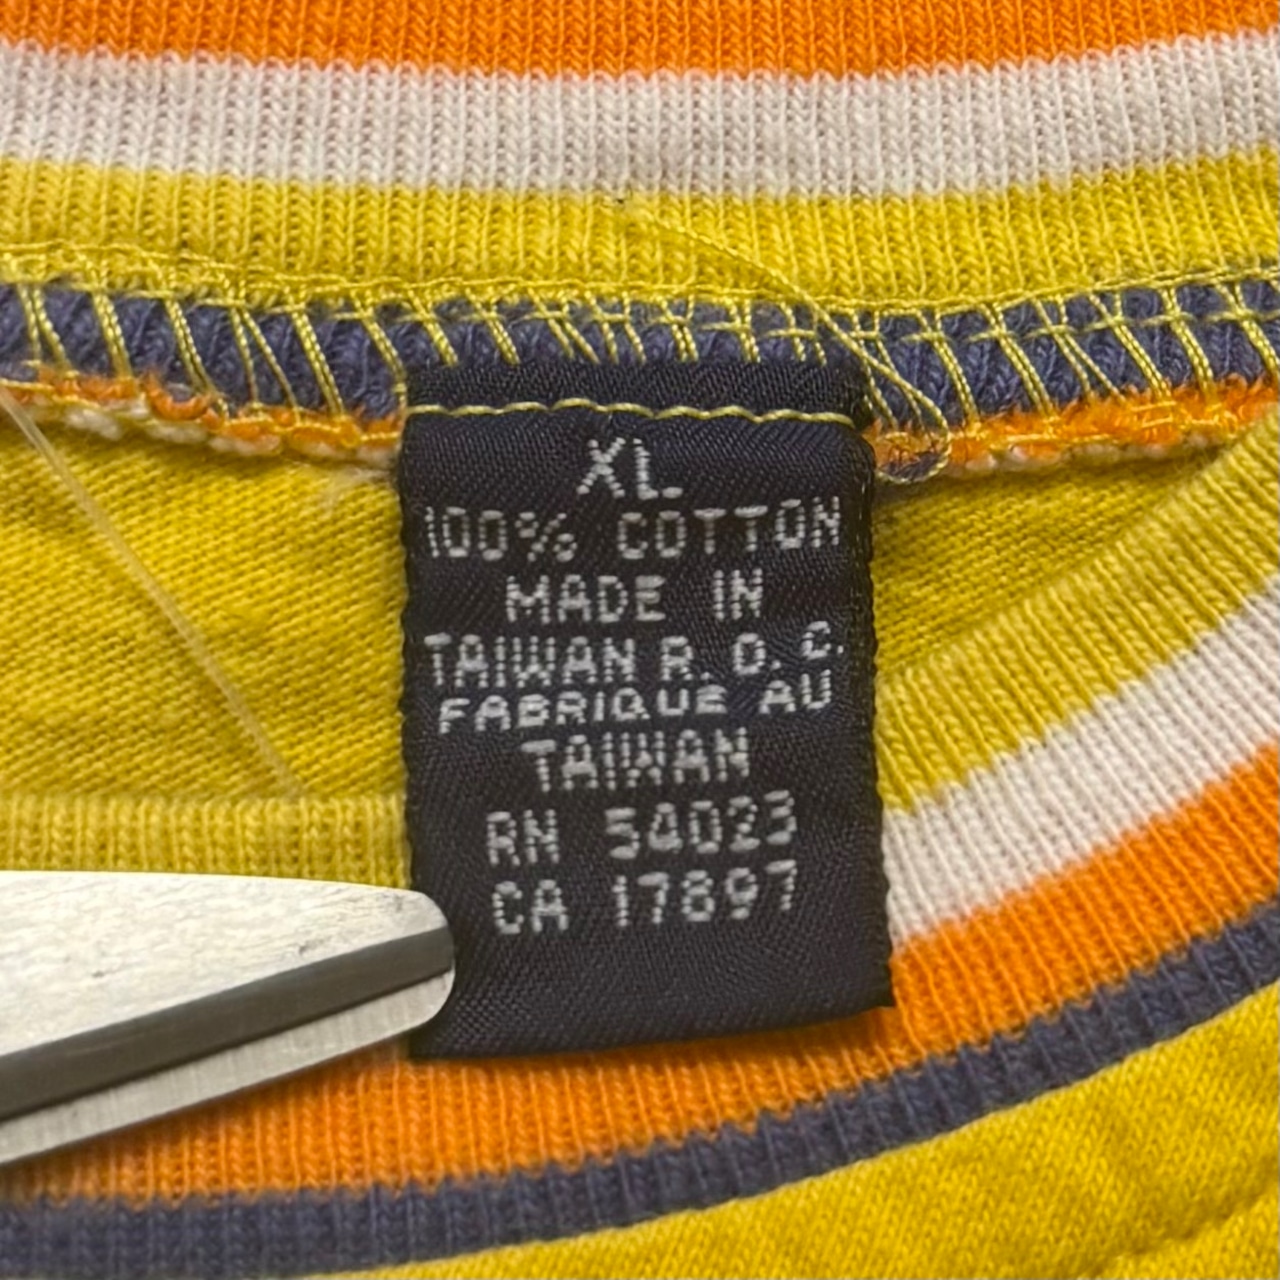 XL
100% COTTON
MADE IN
TAIWAN R. O. C.
FABRIQUE AU
TAIWAN
RN 54023
CA 17897